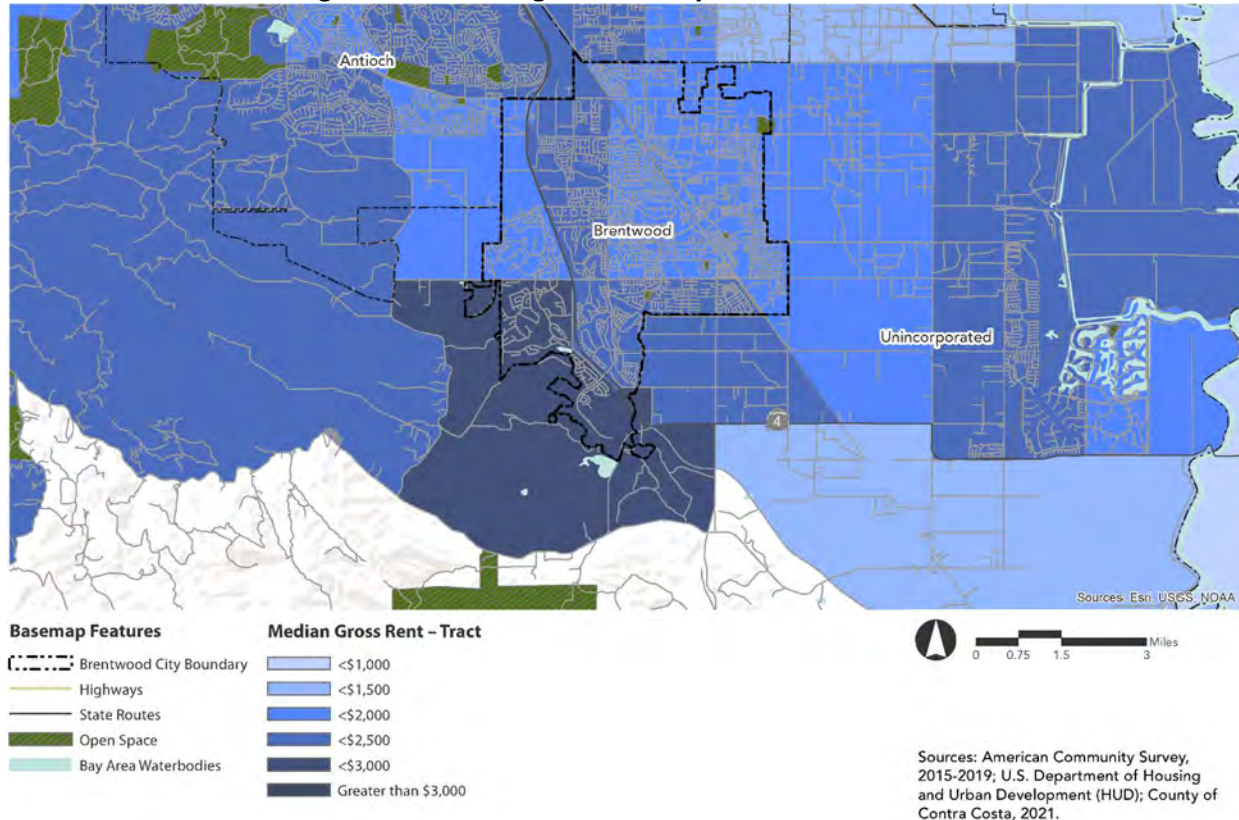 Antioch
Brentwood
Unincorporated
4
Sources: Esri, USGS, NOAA
Basemap Features
Brentwood City Boundary
Highways
State Routes
Open Space
Bay Area Waterbodies
Median Gross Rent – Tract
<$1,000
<$1,500
<$2,000
<$2,500
<$3,000
Greater than $3,000
Miles
0 0.75 1.5 3
Sources: American Community Survey,
2015-2019; U.S. Department of Housing
and Urban Development (HUD); County of
Contra Costa, 2021.